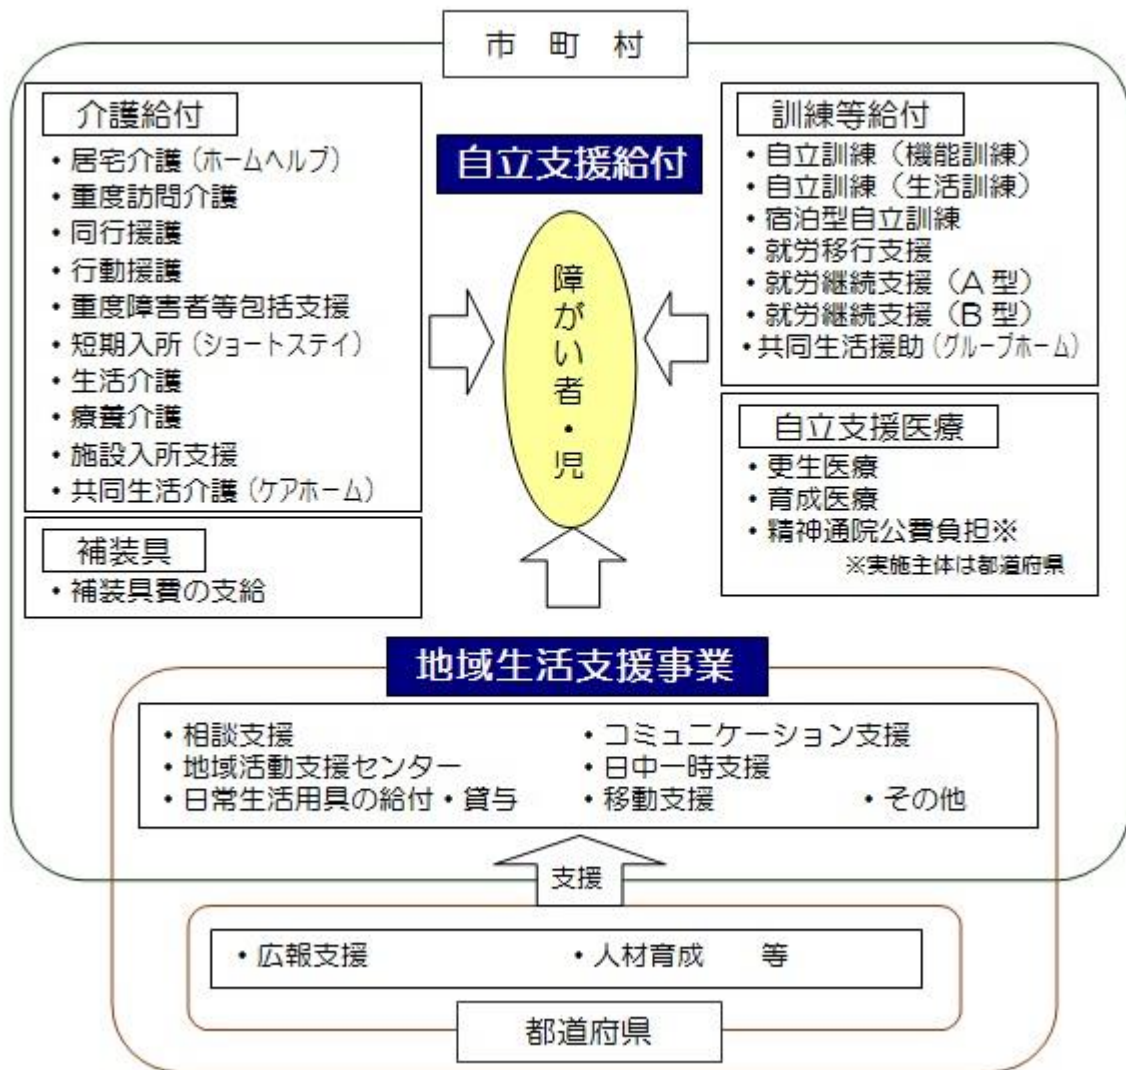 市 町 村
介護給付
・居宅介護(ホームヘルプ)
・重度訪問介護
・同行援護
・行動援護
・重度障害者等包括支援
・短期入所(ショートステイ)
・生活介護
・療養介護
・施設入所支援
・共同生活介護(ケアホーム)
補装具
・補装具費の支給
自立支援給付
障がい者・児
訓練等給付
・自立訓練(機能訓練)
・自立訓練(生活訓練)
・宿泊型自立訓練
・就労移行支援
・就労継続支援(A型)
・就労継続支援(B型)
・共同生活援助(グループホーム)
自立支援医療
・更生医療
・育成医療
・精神通院公費負担※
※実施主体は都道府県
地域生活支援事業
・相談支援 ・コミュニケーション支援
・地域活動支援センター ・日中一時支援
・日常生活用具の給付・貸与 ・移動支援 ・その他
支援
・広報支援 ・人材育成 等
都道府県